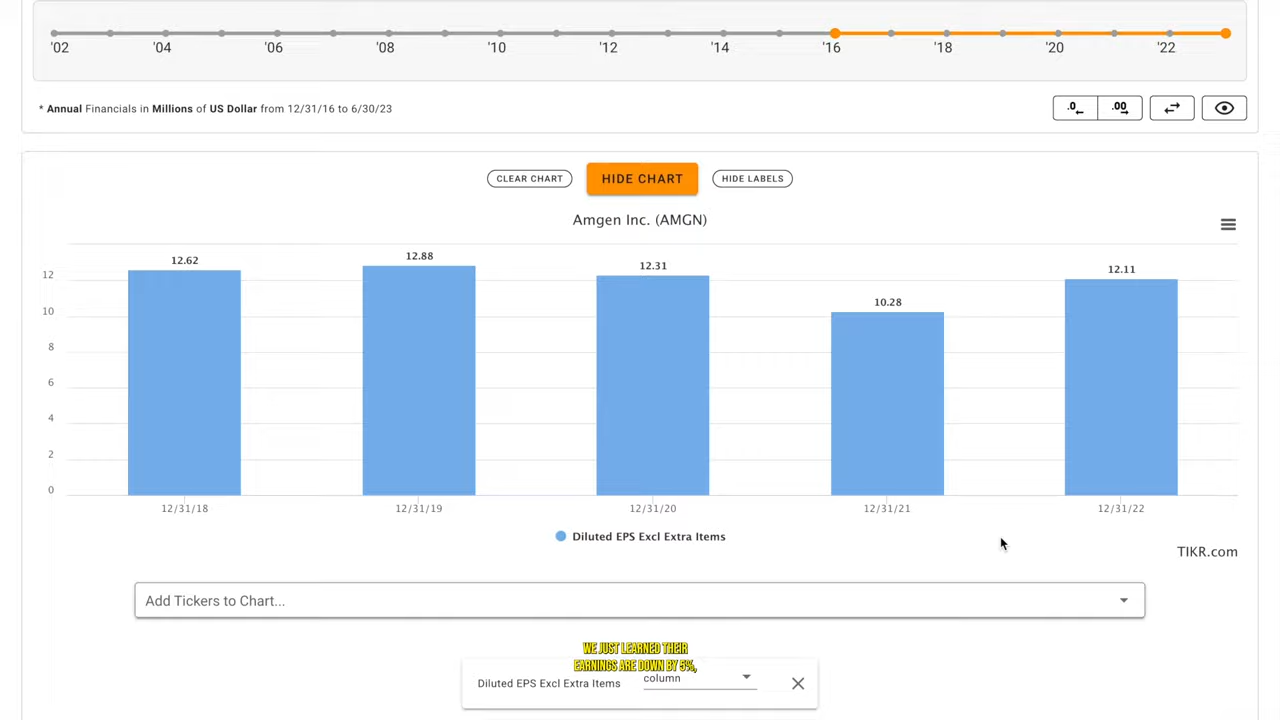 '02 '04 '06 '08 '10 '12 '14 '16 '18 '20 '22
* Annual Financials in Millions of US Dollar from 12/31/16 to 6/30/23
.0 .00
CLEAR CHART HIDE CHART HIDE LABELS
Amgen Inc. (AMGN)
12.62 12.88 12.31 10.28 12.11
12
10
8
6
4
2
0
12/31/18 12/31/19 12/31/20 12/31/21 12/31/22
Diluted EPS Excl Extra Items
TIKR.com
Add Tickers to Chart...
WE JUST LEARNED THEIR
EARNINGS ARE DOWN BY 5%,
Diluted EPS Excl Extra Items column